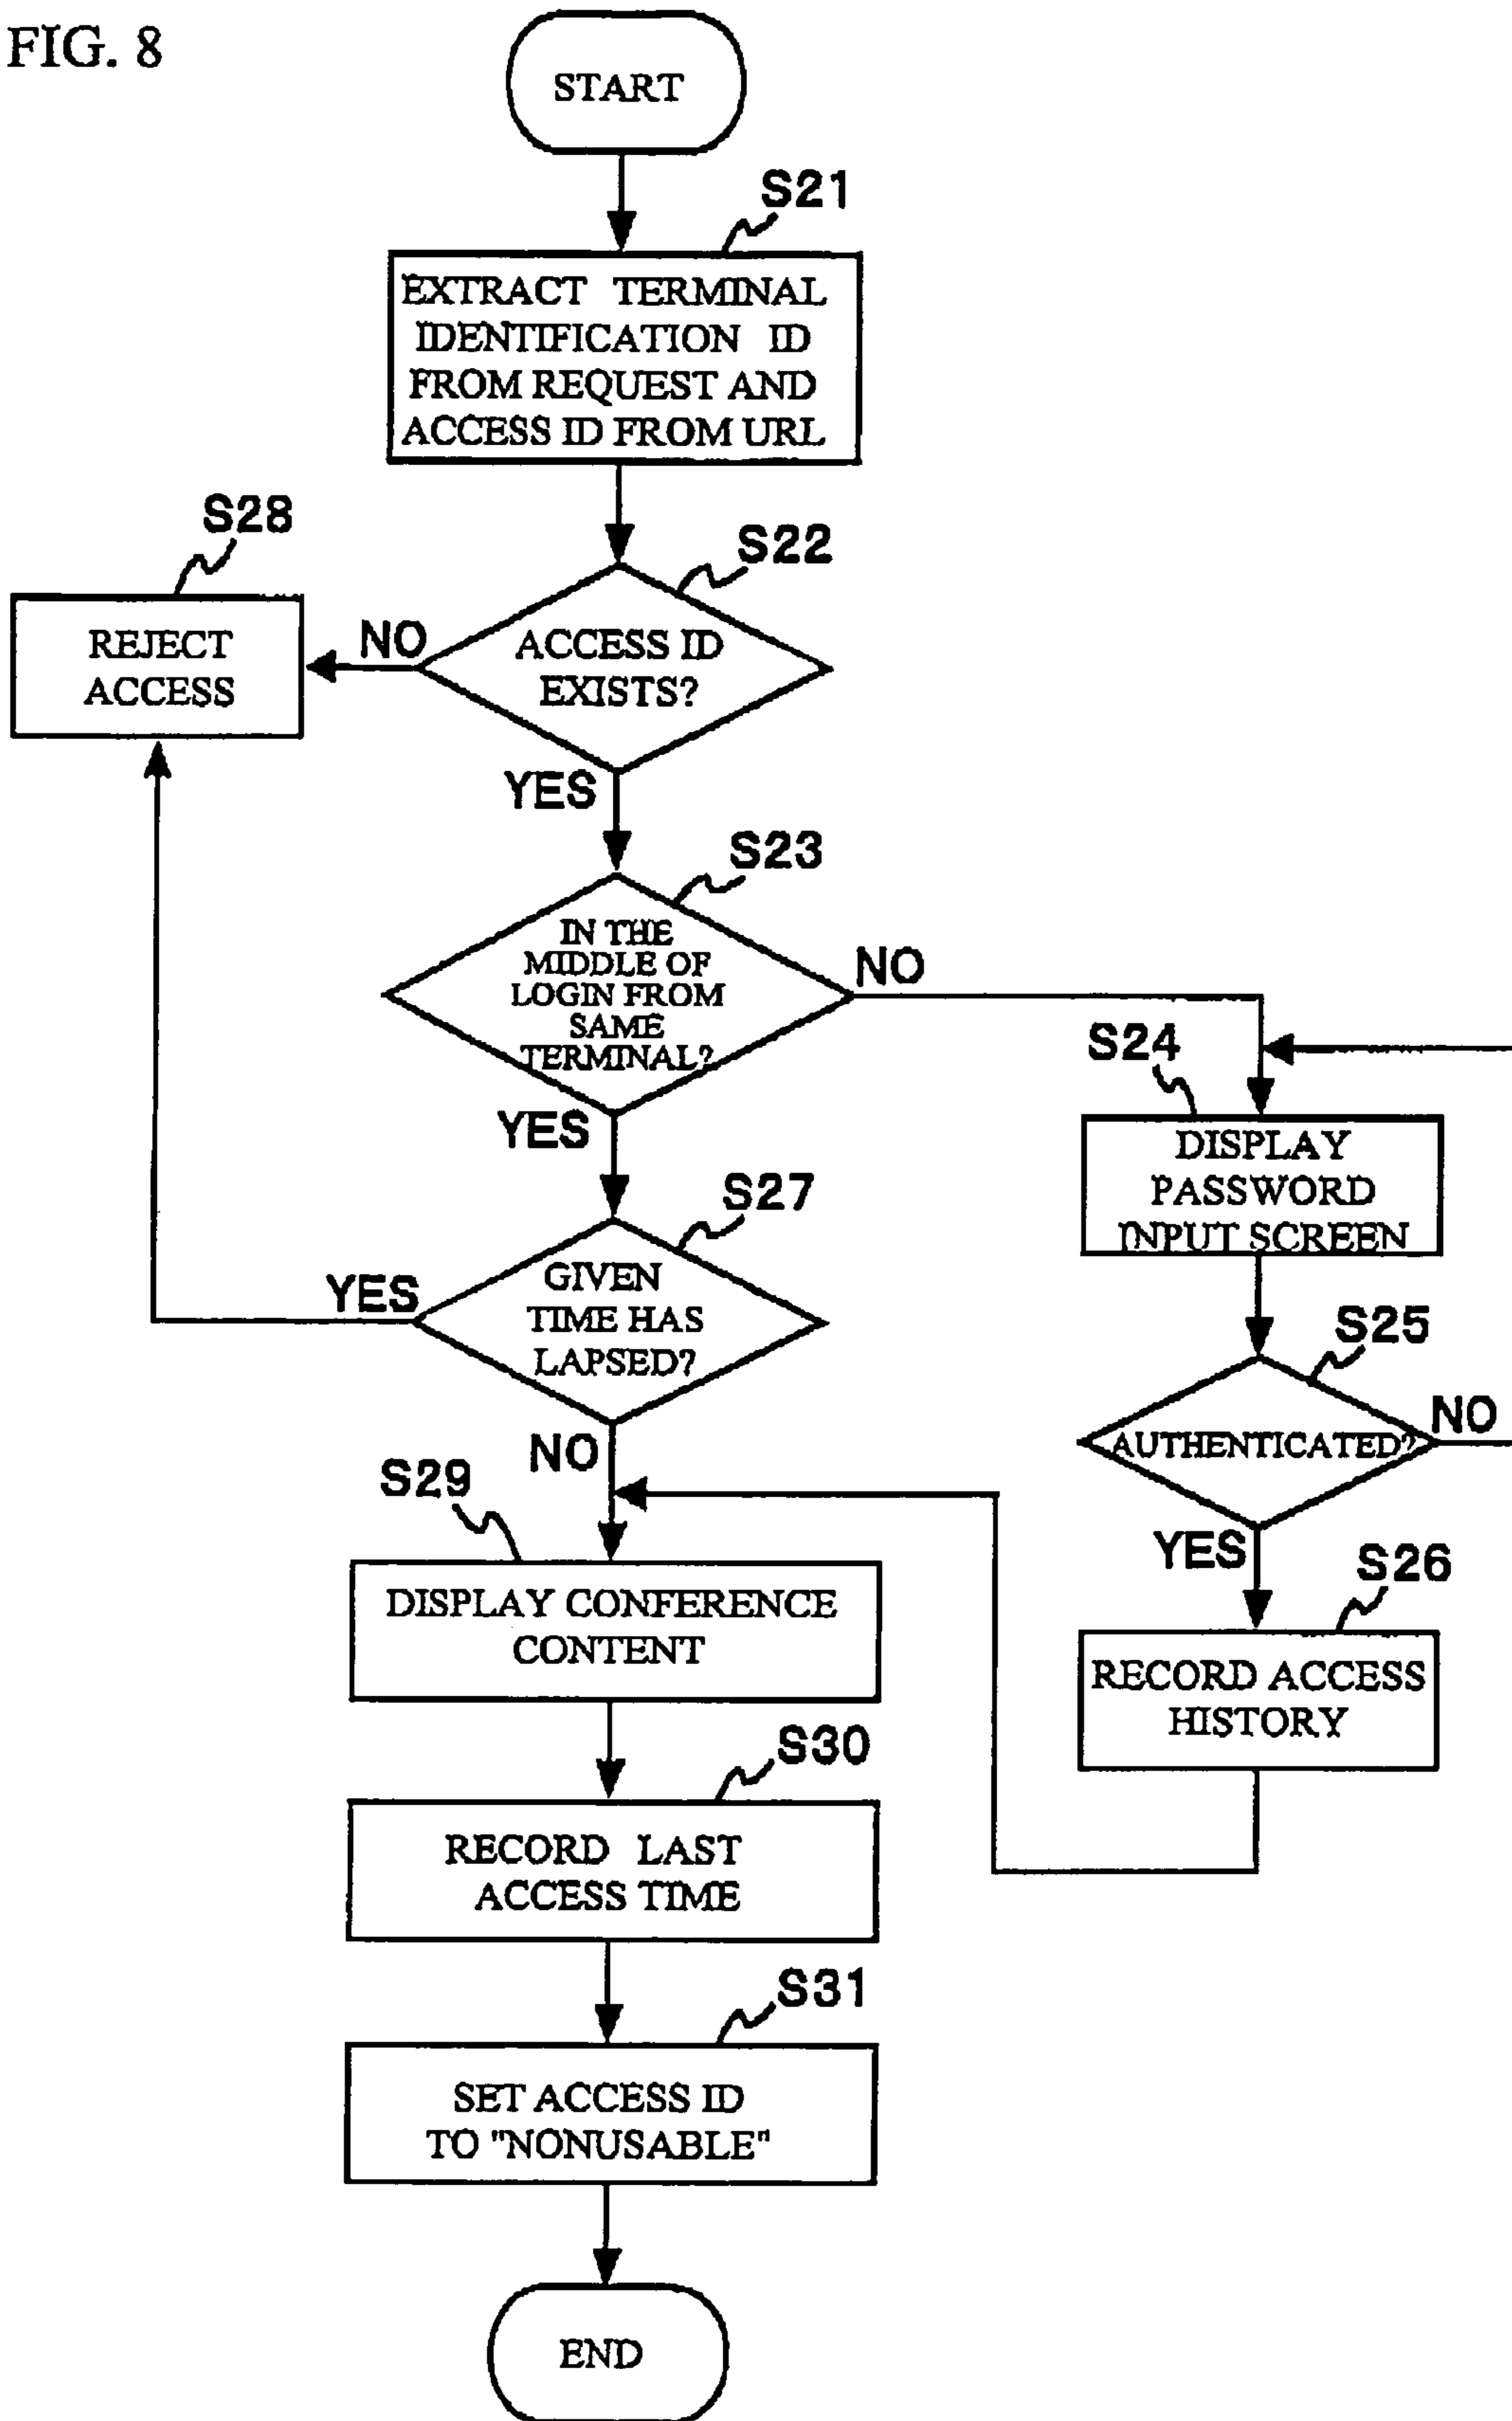 FIG. 8
START
S21
EXTRACT TERMINAL
IDENTIFICATION ID
FROM REQUEST AND
ACCESS ID FROM URL
S28
REJECT
ACCESS
NO
S22
ACCESS ID
EXISTS?
YES
S23
IN THE
MIDDLE OF
LOGIN FROM
SAME
TERMINAL?
NO
YES
S24
DISPLAY
PASSWORD
INPUT SCREEN
S27
GIVEN
TIME HAS
LAPSED?
YES
NO
S25
AUTHENTICATED?
NO
YES
S26
RECORD ACCESS
HISTORY
S29
DISPLAY CONFERENCE
CONTENT
S30
RECORD LAST
ACCESS TIME
S31
SET ACCESS ID
TO "NONUSABLE"
END